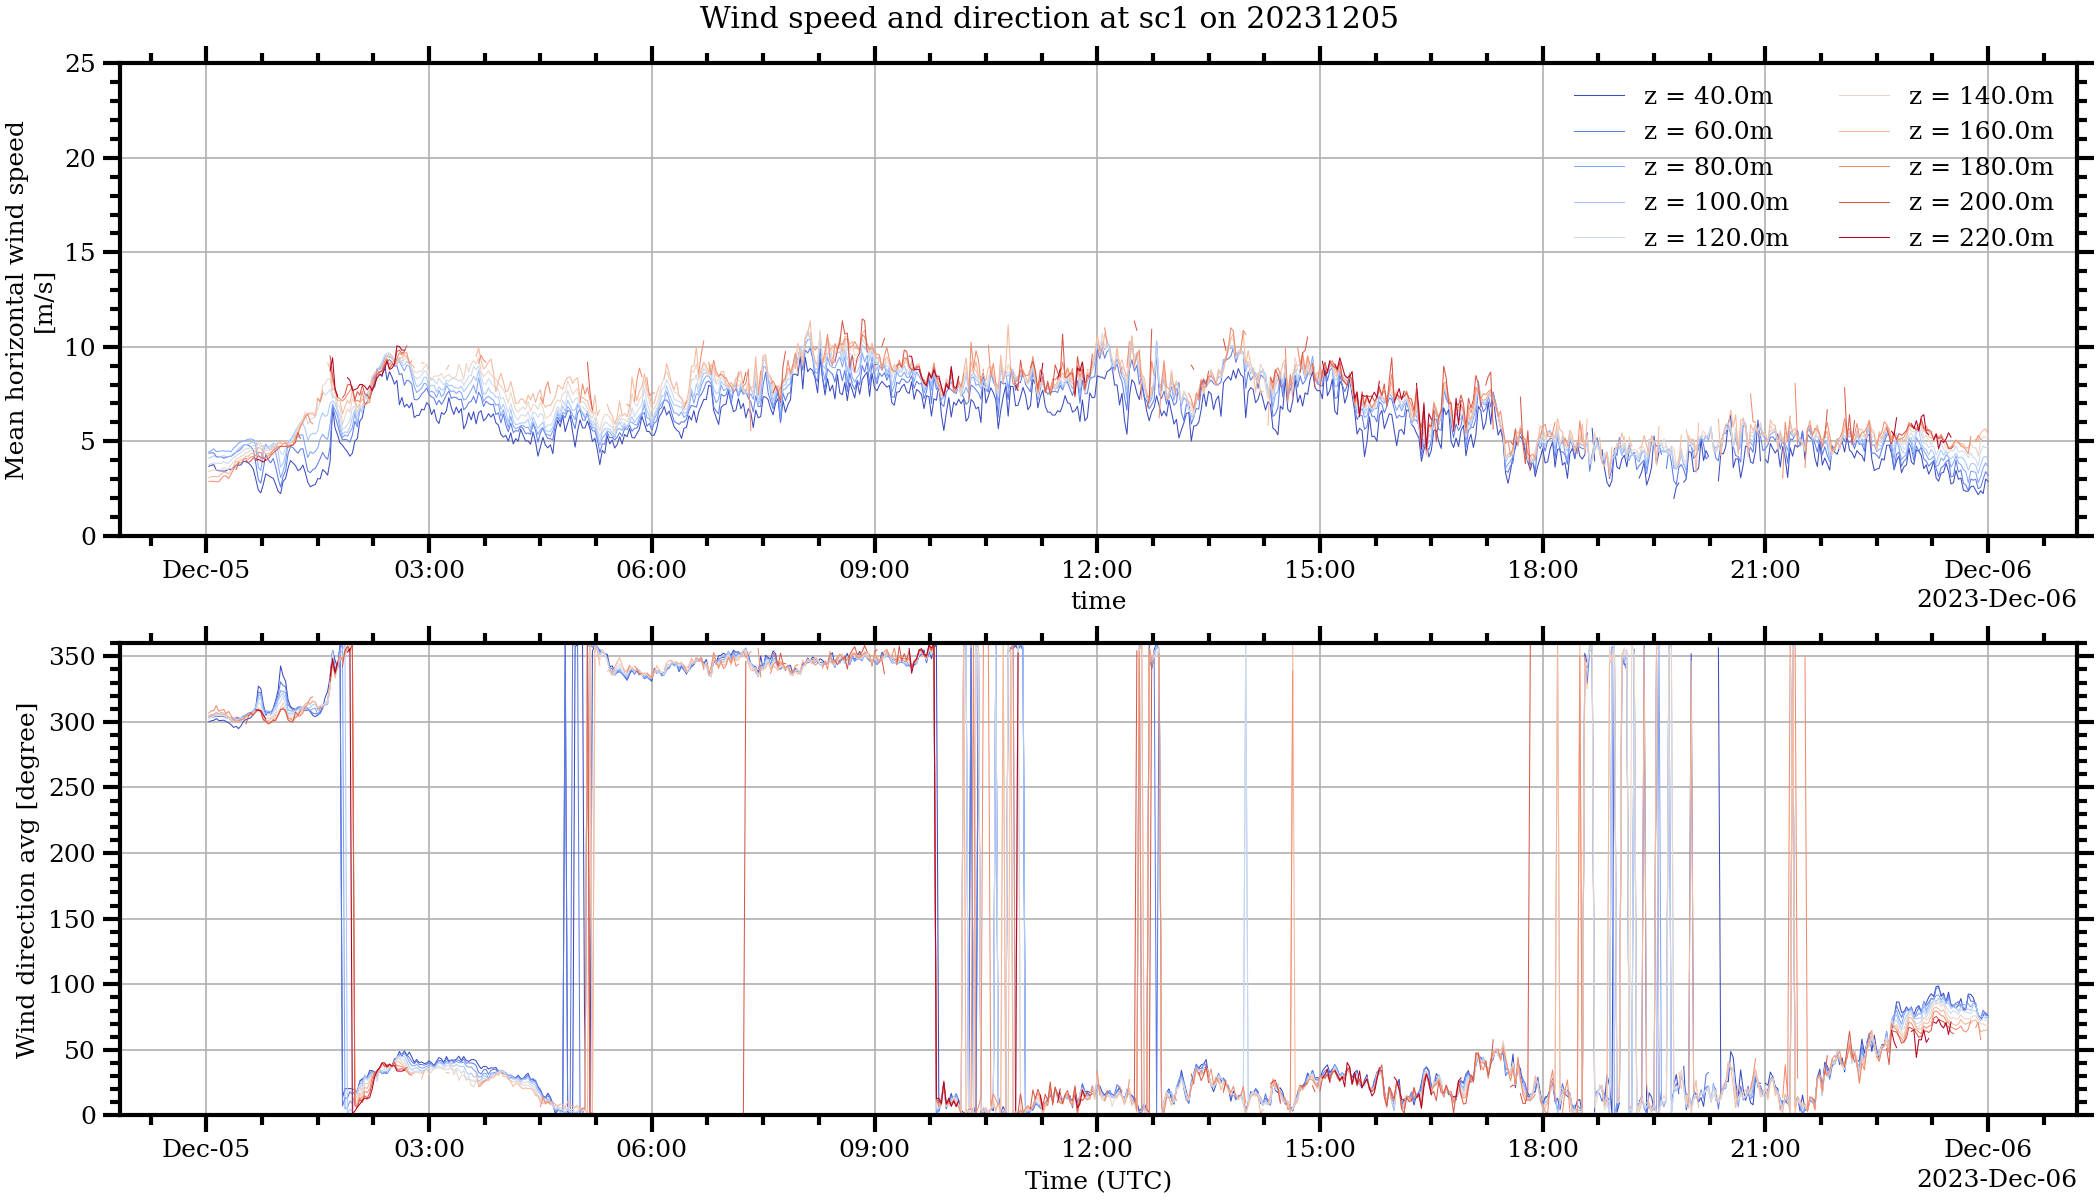 Wind speed and direction at sc1 on 20231205
Mean horizontal wind speed
[m/s]
25
20
15
10
5
0
z = 40.0m
z = 60.0m
z = 80.0m
z = 100.0m
z = 120.0m
z = 140.0m
z = 160.0m
z = 180.0m
z = 200.0m
z = 220.0m
Dec-05 03:00 06:00 09:00 12:00 15:00 18:00 21:00 Dec-06
time
2023-Dec-06
Wind direction avg [degree]
350
300
250
200
150
100
50
0
Dec-05 03:00 06:00 09:00 12:00 15:00 18:00 21:00 Dec-06
Time (UTC)
2023-Dec-06